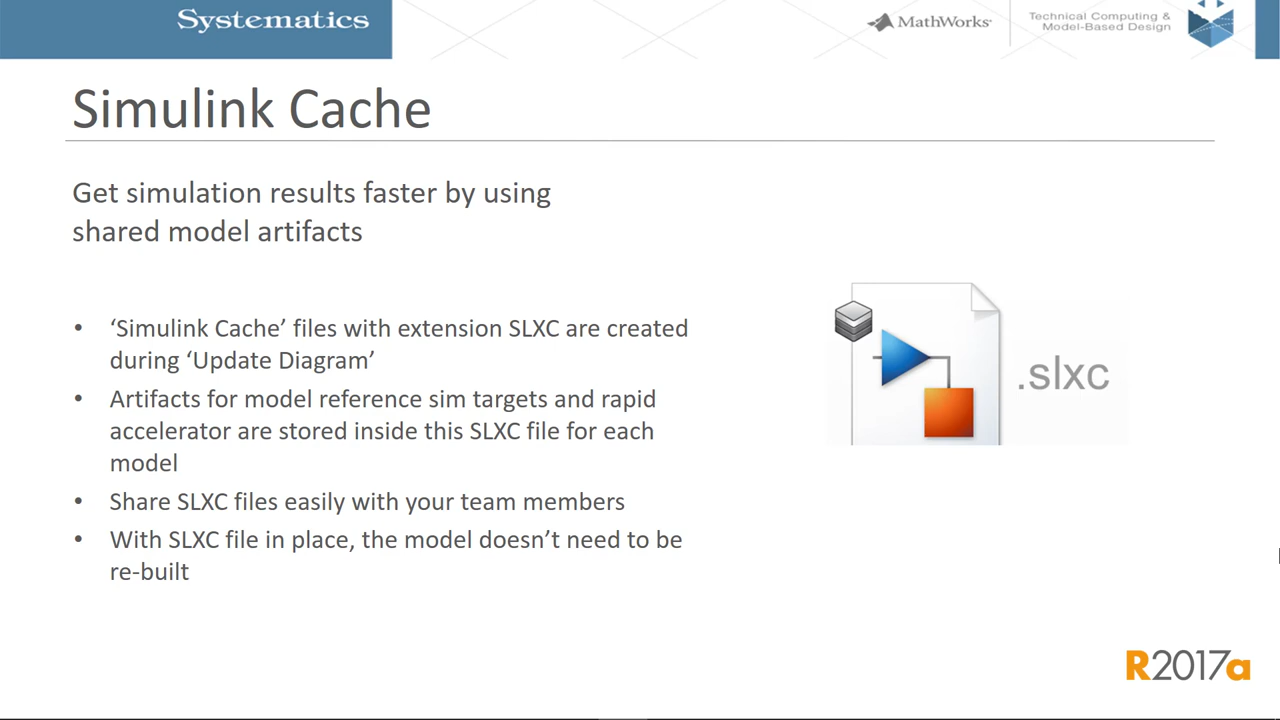 Systematics
MathWorks
Technical Computing &
Model-Based Design
Simulink Cache
Get simulation results faster by using
shared model artifacts
• ‘Simulink Cache’ files with extension SLXC are created
during ‘Update Diagram’
• Artifacts for model reference sim targets and rapid
accelerator are stored inside this SLXC file for each
model
• Share SLXC files easily with your team members
• With SLXC file in place, the model doesn’t need to be
re-built
.slxc
R2017a